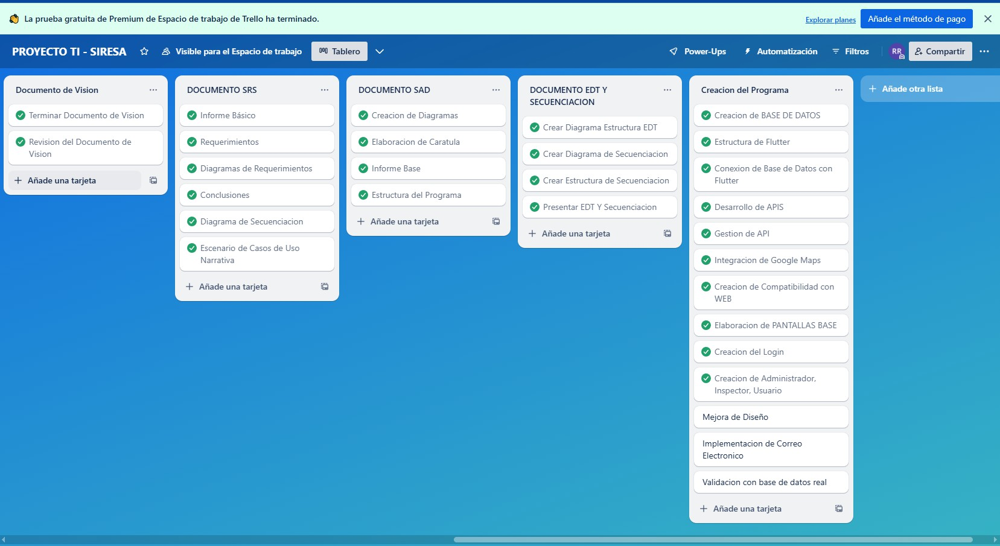 La prueba gratuita de Premium de Espacio de trabajo de Trello ha terminado.
Explorar planes
Añade el método de pago
PROYECTO TI - SIRESA
Visible para el Espacio de trabajo
Tablero
Power-Ups
Automatización
Filtros
RR
Compartir
Documento de Vision
Terminar Documento de Vision
Revision del Documento de
Vision
Añade una tarjeta
DOCUMENTO SRS
Informe Básico
Requerimientos
Diagramas de Requerimientos
Conclusiones
Diagrama de Secuenciacion
Escenario de Casos de Uso
Narrativa
Añade una tarjeta
DOCUMENTO SAD
Creacion de Diagramas
Elaboracion de Caratula
Informe Base
Estructura del Programa
Añade una tarjeta
DOCUMENTO EDT Y
SECUENCIACION
Crear Diagrama Estructura EDT
Crear Diagrama de Secuenciacion
Crear Estructura de Secuenciacion
Presentar EDT Y Secuenciacion
Añade una tarjeta
Creacion del Programa
Creacion de BASE DE DATOS
Estructura de Flutter
Conexion de Base de Datos con
Flutter
Desarrollo de APIS
Gestion de API
Integracion de Google Maps
Creacion de Compatibilidad con
WEB
Elaboracion de PANTALLAS BASE
Creacion del Login
Creacion de Administrador,
Inspector, Usuario
Mejora de Diseño
Implementacion de Correo
Electronico
Validacion con base de datos real
Añade una tarjeta
Añade otra lista